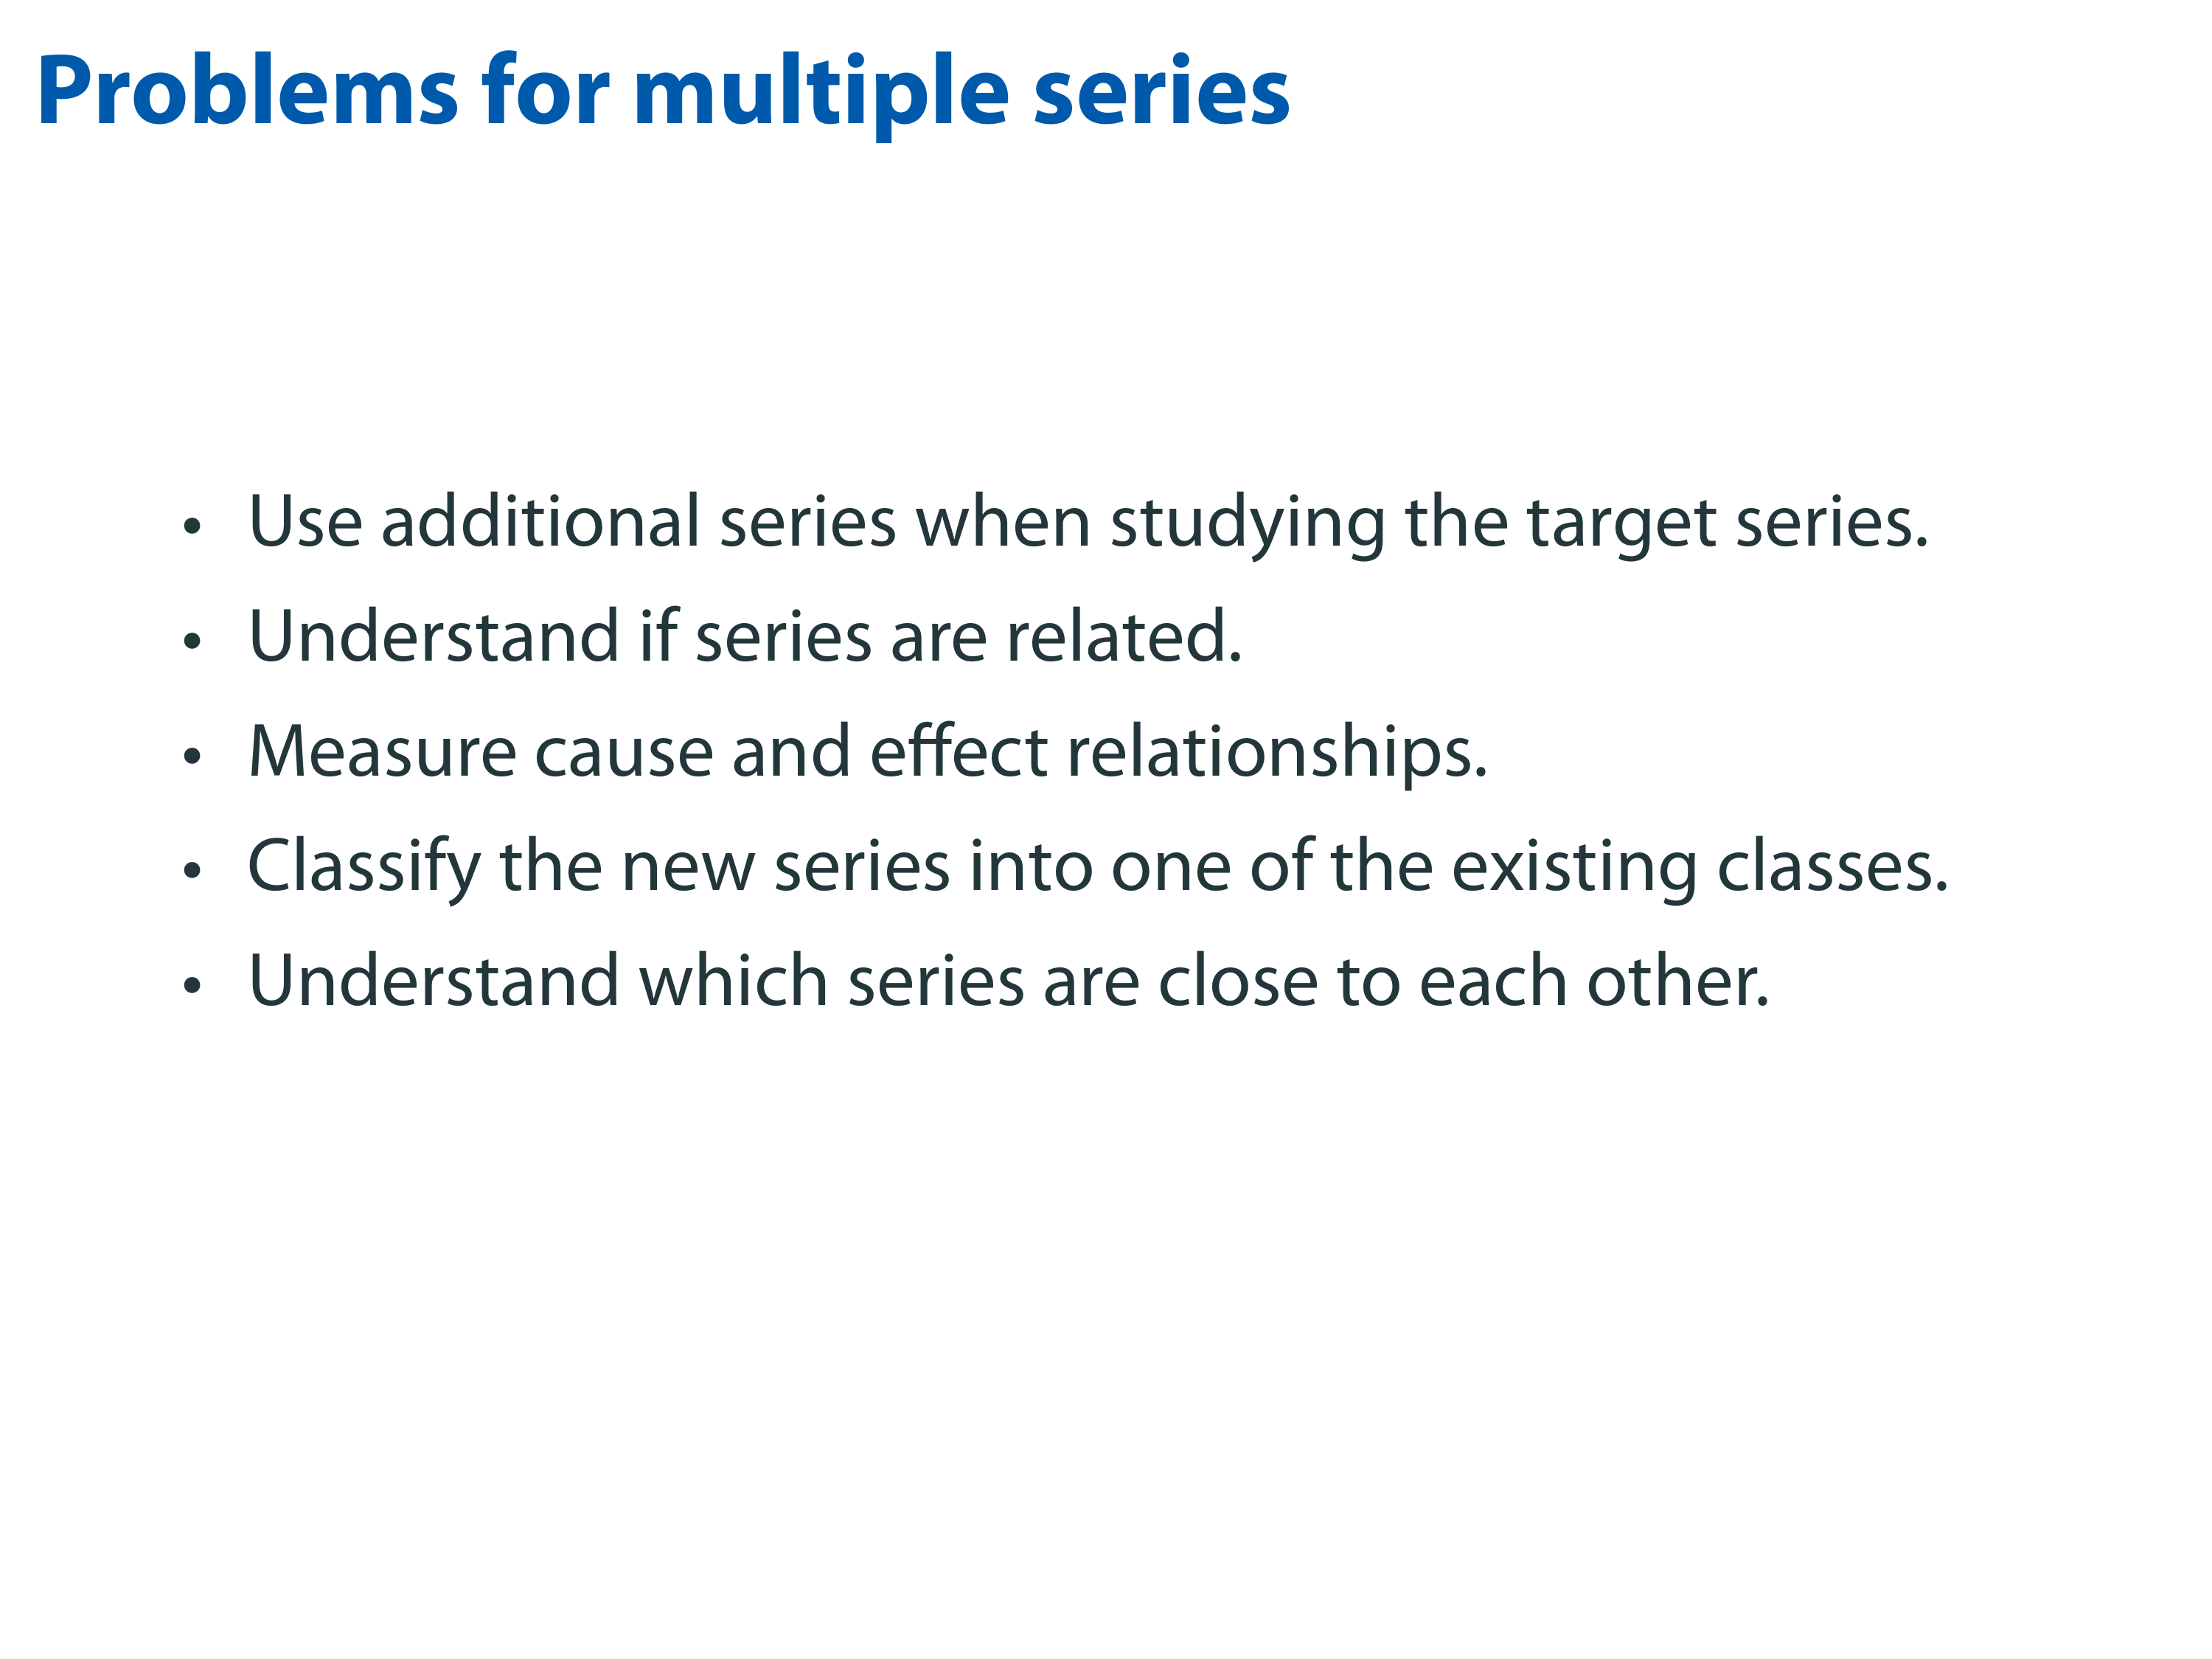 Problems for multiple series
• Use additional series when studying the target series.
• Understand if series are related.
• Measure cause and effect relationships.
• Classify the new series into one of the existing classes.
• Understand which series are close to each other.